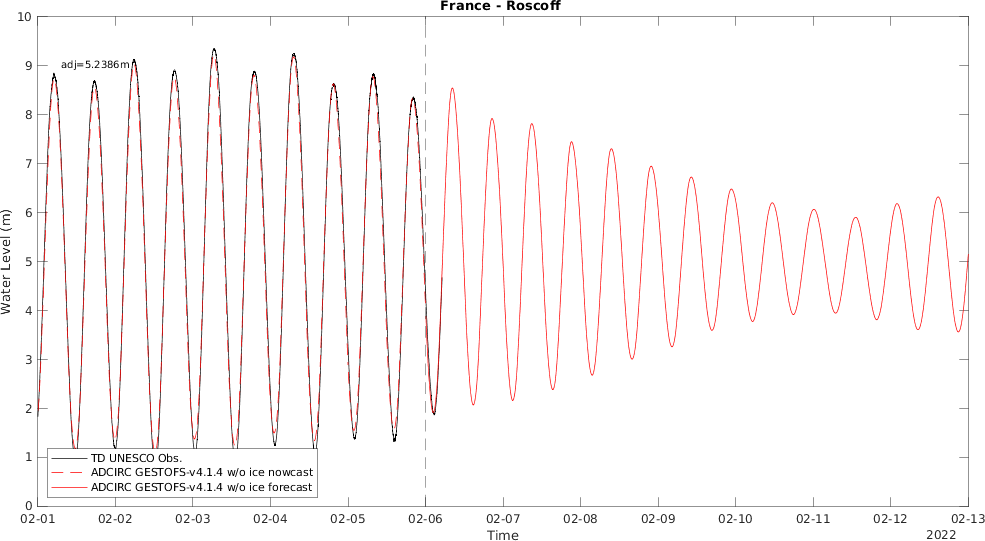 France - Roscoff
10
9
8
7
6
5
4
3
2
1
0
Water Level (m)
adj=5.2386m
TD UNESCO Obs.
ADCIRC GESTOFS-v4.1.4 w/o ice nowcast
ADCIRC GESTOFS-v4.1.4 w/o ice forecast
02-01 02-02 02-03 02-04 02-05 02-06 02-07 02-08 02-09 02-10 02-11 02-12 02-13
Time
2022